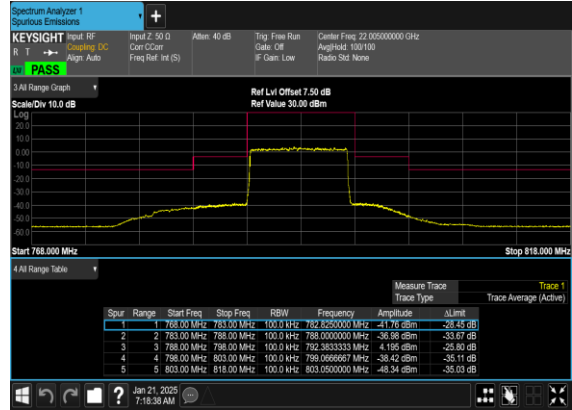 Spectrum Analyzer 1
Spurious Emissions
+
KEYSIGHT Input: RF Input Z: 50 Ω Atten: 40 dB Trig: Free Run Center Freq: 22.005000000 GHz
R T Coupling: DC Corr CCorr Gate: Off Avg|Hold: 100/100
Align: Auto Freq Ref: Int (S) IF Gain: Low Radio Std: None
LW PASS
3 All Range Graph Ref Lvl Offset 7.50 dB
Scale/Div 10.0 dB Ref Value 30.00 dBm
Log
20.0
10.0
0.00
-10.0
-20.0
-30.0
-40.0
-50.0
-60.0
Start 768.000 MHz Stop 818.000 MHz
4 All Range Table
Measure Trace Trace 1
Trace Type Trace Average (Active)
Spur Range Start Freq Stop Freq RBW Frequency Amplitude ΔLimit
1 1 768.00 MHz 783.00 MHz 100.0 kHz 782.8250000 MHz -41.76 dBm -28.45 dB
2 2 783.00 MHz 788.00 MHz 100.0 kHz 788.0000000 MHz -36.98 dBm -33.67 dB
3 3 788.00 MHz 798.00 MHz 100.0 kHz 792.3833333 MHz 4.195 dBm -25.80 dB
4 4 798.00 MHz 803.00 MHz 100.0 kHz 799.0666667 MHz -38.42 dBm -35.11 dB
5 5 803.00 MHz 818.00 MHz 100.0 kHz 803.0500000 MHz -48.34 dBm -35.03 dB
? Jan 21, 2025
7:18:38 AM